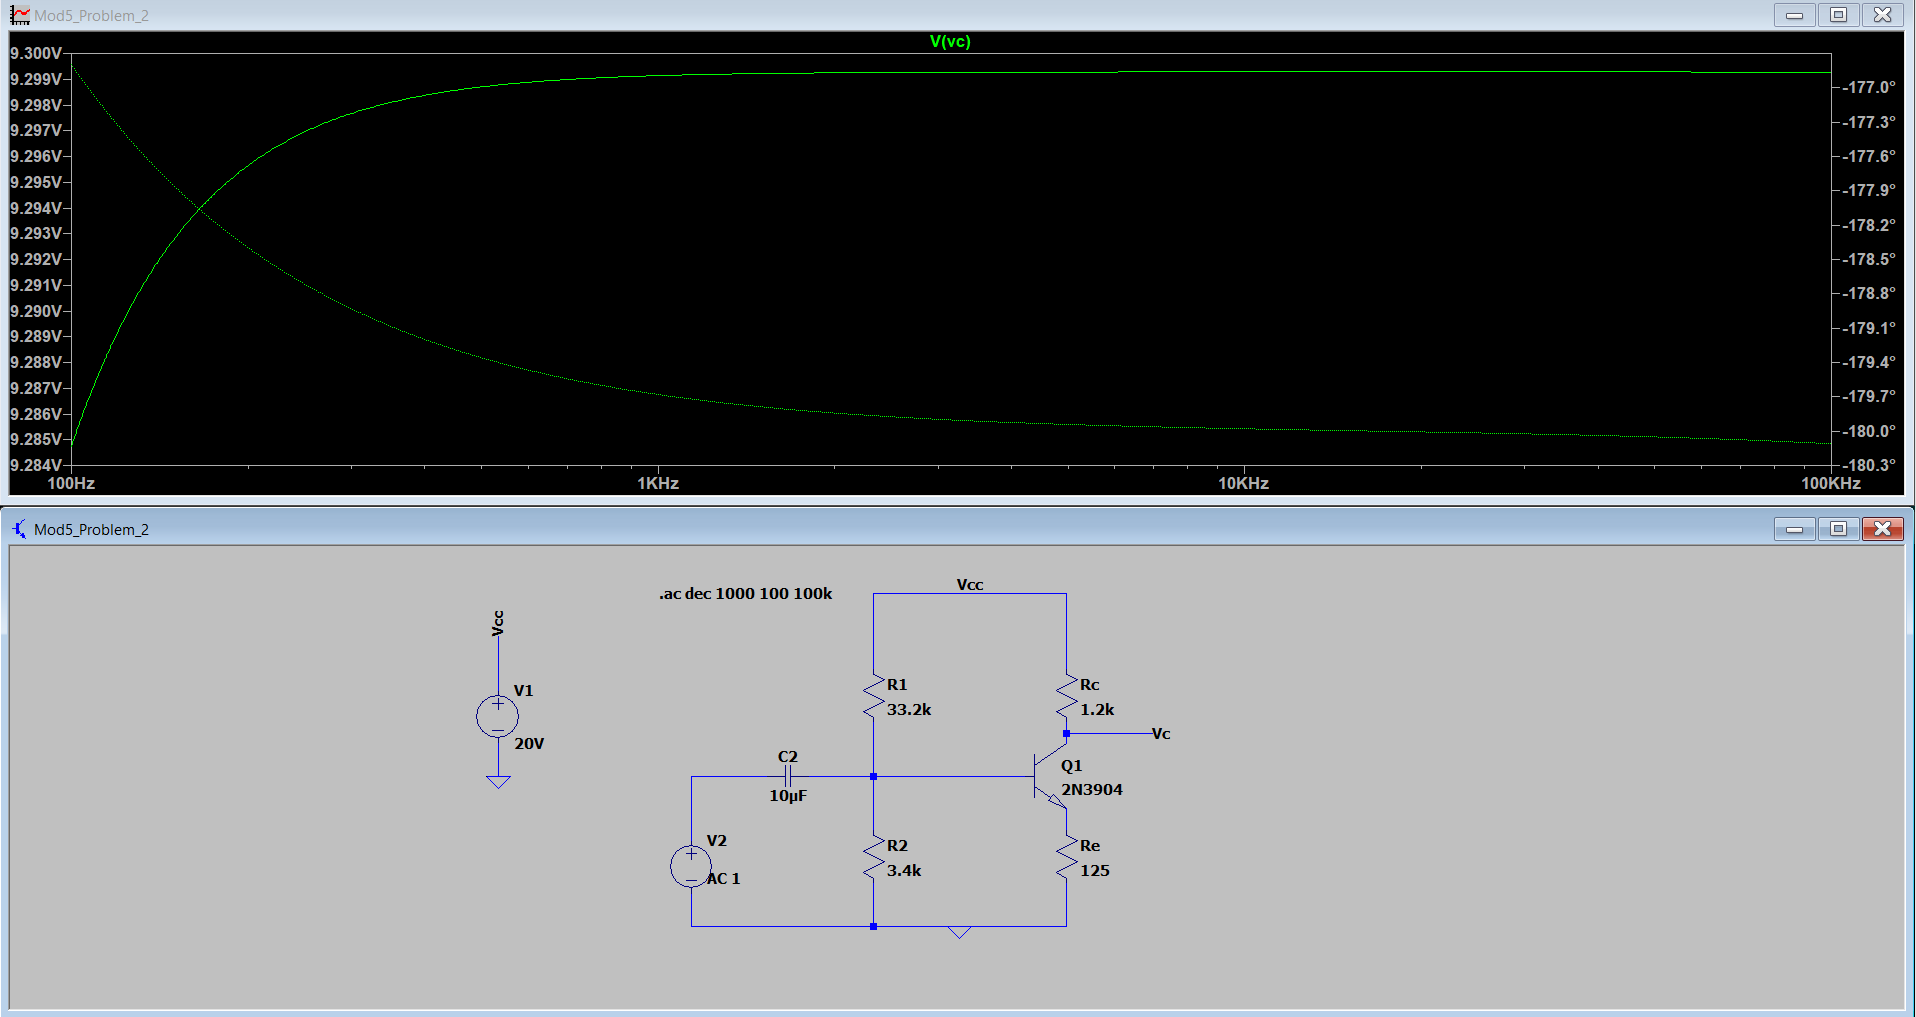 Mod5_Problem_2
V(vc)
9.300V
9.299V
9.298V
9.297V
9.296V
9.295V
9.294V
9.293V
9.292V
9.291V
9.290V
9.289V
9.288V
9.287V
9.286V
9.285V
9.284V
-177.0°
-177.3°
-177.6°
-177.9°
-178.2°
-178.5°
-178.8°
-179.1°
-179.4°
-179.7°
-180.0°
-180.3°
100Hz 1KHz 10KHz 100KHz
Mod5_Problem_2
.ac dec 1000 100 100k
Vcc
Vcc
V1
20V
R1
33.2k
Rc
1.2k
Vc
C2
10µF
Q1
2N3904
V2
AC 1
R2
3.4k
Re
125